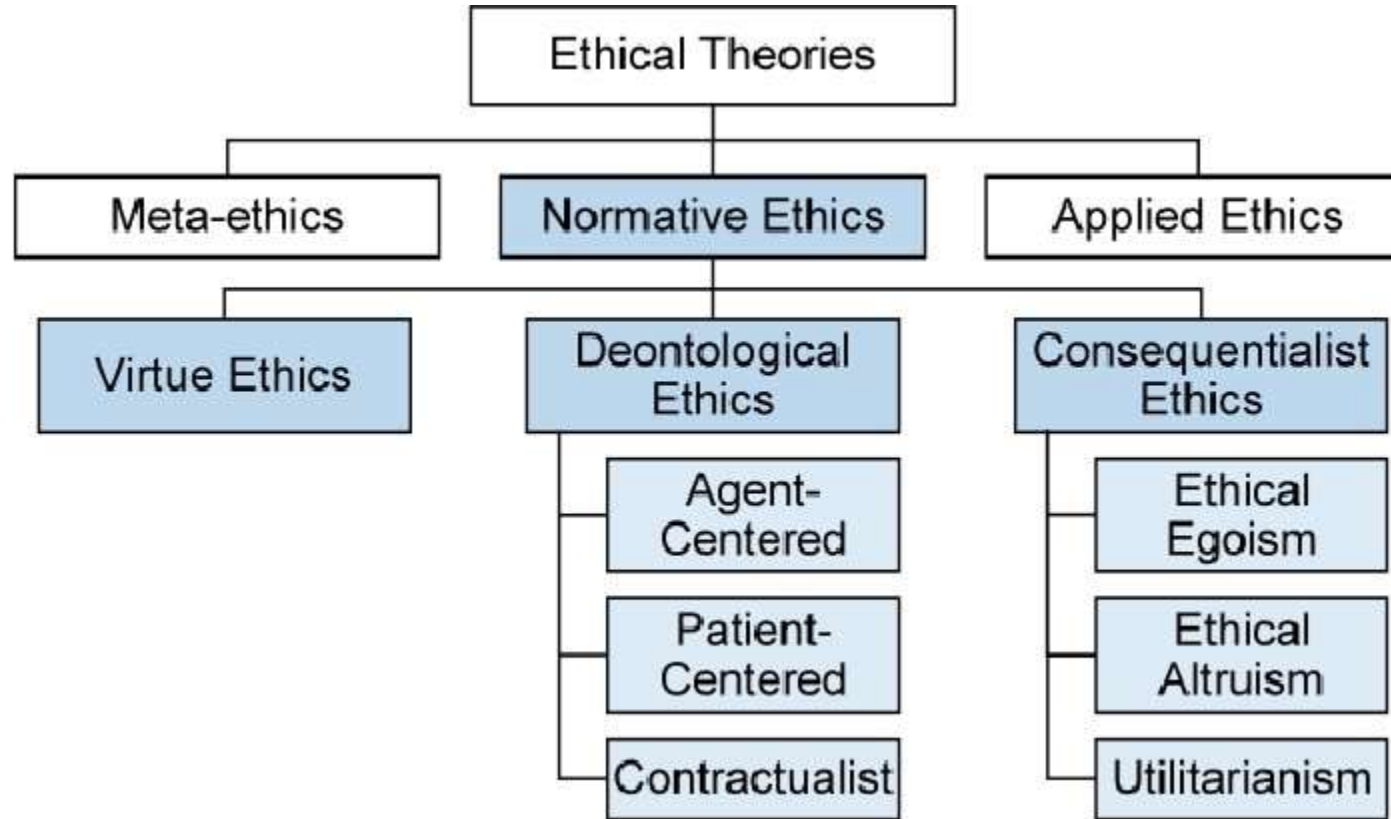 Ethical Theories
Meta-ethics
Normative Ethics
Applied Ethics
Virtue Ethics
Deontological
Ethics
Consequentialist
Ethics
Agent-
Centered
Patient-
Centered
Contractualist
Ethical
Egoism
Ethical
Altruism
Utilitarianism